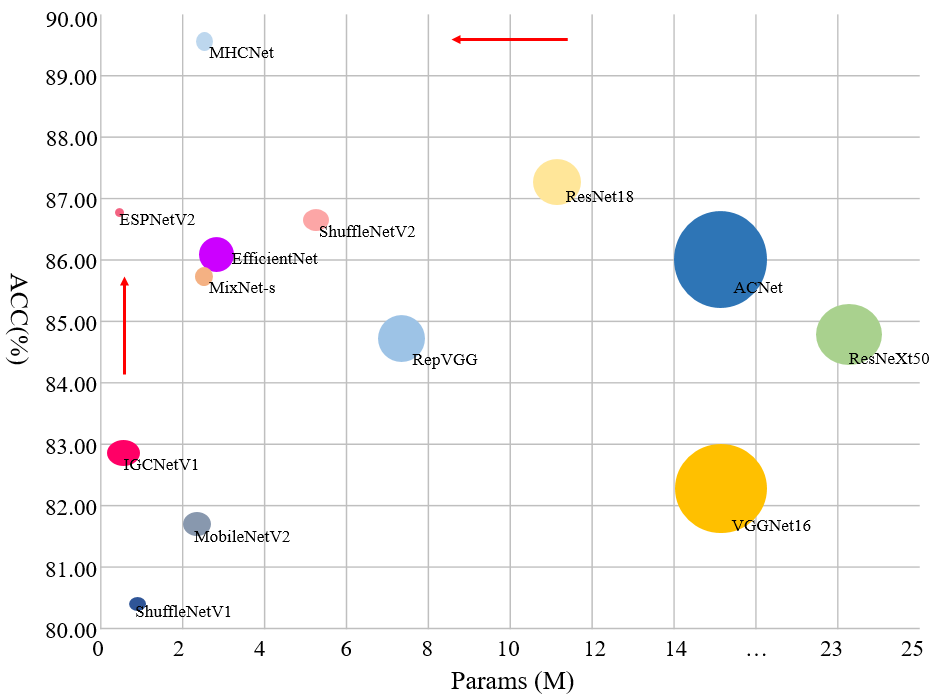 90.00
MHCNet
89.00
88.00
87.00
ResNet18
ESPNetV2
ShuffleNetV2
86.00
EfficientNet
MixNet-s
ACNet
85.00
RepVGG
ResNeXt50
84.00
83.00
IGCNetV1
82.00
VGGNet16
MobileNetV2
81.00
ShuffleNetV1
80.00
ACC(%)
0 2 4 6 8 10 12 14 … 23 25
Params (M)